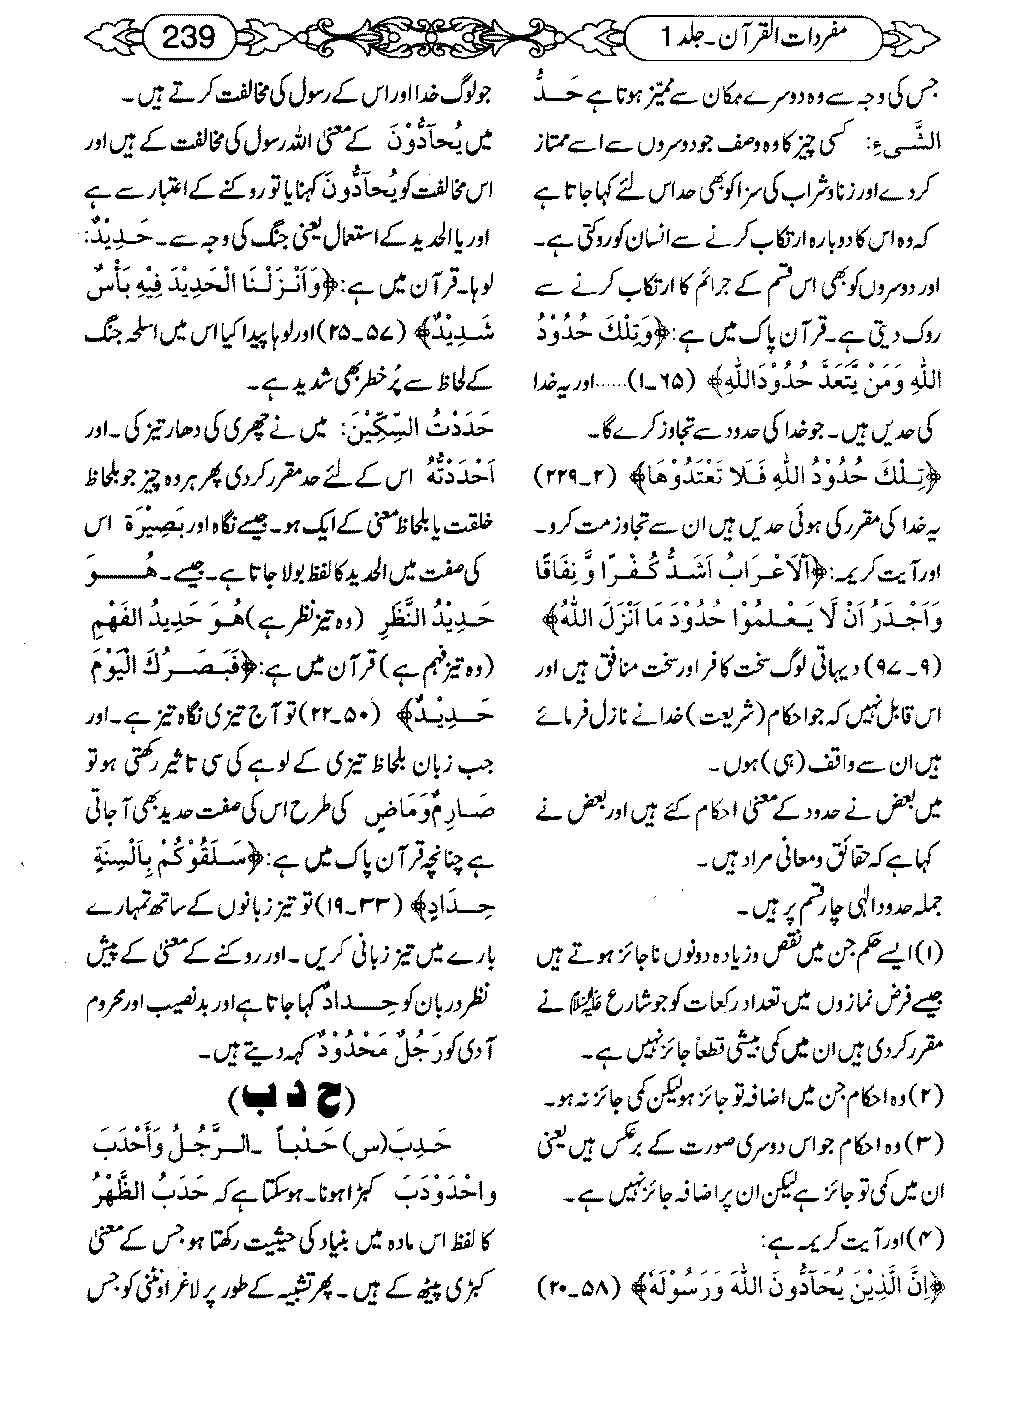 مفردات القرآن۔ جلد 1
239
جس کی وجہ سے وہ دوسرے مکان سے ممیّز ہوتا ہے حَدُّ
الشَّیءِ: کسی چیز کا وہ وصف جو دوسروں سے اسے ممتاز
کردے اور زنا و شراب کی سزا کو بھی حد اس لئے کہا جاتا ہے
کہ وہ اس کا دوبارہ ارتکاب کرنے سے انسان کو روکتی ہے۔
اور دوسروں کو بھی اس قسم کے جرائم کا ارتکاب کرنے سے
روک دیتی ہے۔ قرآن پاک میں ہے: ﴿وَتِلْكَ حُدُوْدُ
اللّٰهِ وَمَنْ يَّتَعَدَّ حُدُوْدَاللّٰهِ﴾ (۶۵۔۱)...... اور یہ خدا
کی حدیں ہیں۔ جو خدا کی حدود سے تجاوز کرے گا۔
﴿تِلْكَ حُدُوْدُ اللّٰهِ فَلَا تَعْتَدُوْهَا﴾ (۲۔۲۲۹)
یہ خدا کی مقرر کی ہوئی حدیں ہیں ان سے تجاوز مت کرو۔
اور آیت کریمہ: ﴿اَلْاَعْرَابُ اَشَدُّ كُفْرًا وَّنِفَاقًا
وَاَجْدَرُ اَنْ لَّا يَعْلَمُوْا حُدُوْدَ مَا اَنْزَلَ اللّٰهُ﴾
(۹۔۹۷) دیہاتی لوگ سخت کافر اور سخت منافق ہیں اور
اس قابل نہیں کہ جو احکام (شریعت) خدا نے نازل فرمائے
ہیں ان سے واقف (ہی) ہوں۔
میں بعض نے حدود کے معنی احکام کئے ہیں اور بعض نے
کہا ہے کہ حقائق و معانی مراد ہیں۔
جملہ حدود الٰہی چار قسم پر ہیں۔
(۱) ایسے حکم جن میں نقص و زیادہ دونوں ناجائز ہوتے ہیں
جیسے فرض نمازوں میں تعداد رکعات کو جو شارع علیہ السلام نے
مقرر کردی ہیں ان میں کمی بیشی قطعاً جائز نہیں ہے۔
(۲) وہ احکام جن میں اضافہ تو جائز ہو لیکن کمی جائز نہ ہو۔
(۳) وہ احکام جو اس دوسری صورت کے برعکس ہیں یعنی
ان میں کمی تو جائز ہے لیکن ان پر اضافہ جائز نہیں ہے۔
(۴) اور آیت کریمہ ہے:
﴿اِنَّ الَّذِيْنَ يُحَآدُّوْنَ اللّٰهَ وَرَسُوْلَهٗ﴾ (۵۸۔۲۰)
جو لوگ خدا اور اس کے رسول کی مخالفت کرتے ہیں۔
میں یُحَآدُّوْنَ کے معنی اللہ رسول کی مخالفت کے ہیں اور
اس مخالفت کو یُحَآدُّوْنَ کہنا یا تو روکنے کے اعتبار سے ہے
اور یا الحدید کے استعمال یعنی جنگ کی وجہ سے۔ حَدِیْدٌ:
لوہا۔ قرآن میں ہے: ﴿وَاَنْزَلْنَا الْحَدِيْدَ فِيْهِ بَأْسٌ
شَدِيْدٌ﴾ (۵۷۔۲۵) اور لوہا پیدا کیا اس میں اسلحہ جنگ
کے لحاظ سے پُر خطر بھی شدید ہے۔
حَدَدْتُ السِّكِّيْنَ: میں نے چھری کی دھار تیز کی۔ اور
اَحْدَدْتُّهُ اس کے لئے حد مقرر کردی پھر ہر وہ چیز جو بلحاظ
خلقت یا بلحاظ معنی کے ایک ہو۔ جیسے نگاہ اور بَصِیْرَۃ اس
کی صفت میں الحدید کا لفظ بولا جاتا ہے۔ جیسے۔ هُوَ
حَدِيْدُ النَّظَرِ (وہ تیز نظر ہے) هُوَ حَدِيْدُ الفَهْمِ
(وہ تیز فہم ہے) قرآن میں ہے: ﴿فَبَصَرُكَ الْيَوْمَ
حَدِيْدٌ﴾ (۵۰۔۲۲) تو آج تیری نگاہ تیز ہے۔ اور
جب زبان بلحاظ تیزی کے لوہے کی سی تاثیر رکھتی ہو تو
صَارِمٌ وَمَاضٍ کی طرح اس کی صفت حدید بھی آجاتی
ہے چنانچہ قرآن پاک میں ہے: ﴿سَلَقُوْكُمْ بِاَلْسِنَةٍ
حِدَادٍ﴾ (۳۳۔۱۹) تو تیز زبانوں کے ساتھ تمہارے
بارے میں تیز زبانی کریں۔ اور روکنے کے معنی کے پیش
نظر دربان کو حَدادٌ کہا جاتا ہے اور بدنصیب اور محروم
آدمی کو رَجُلٌ مَحْدُوْدٌ کہہ دیتے ہیں۔
(ح د ب)
حَدِبَ (س) حَدَباً ۔الرَّجُلُ وَأَحْدَبَ
واحْدَوْدَبَ کبڑا ہونا۔ ہوسکتا ہے کہ حَدَبُ الظَّهْرُ
کا لفظ اس مادہ میں بنیاد کی حیثیت رکھتا ہو جس کے معنی
کبڑی پیٹھ کے ہیں۔ پھر تشبیہ کے طور پر لاغر اونٹنی کو جس